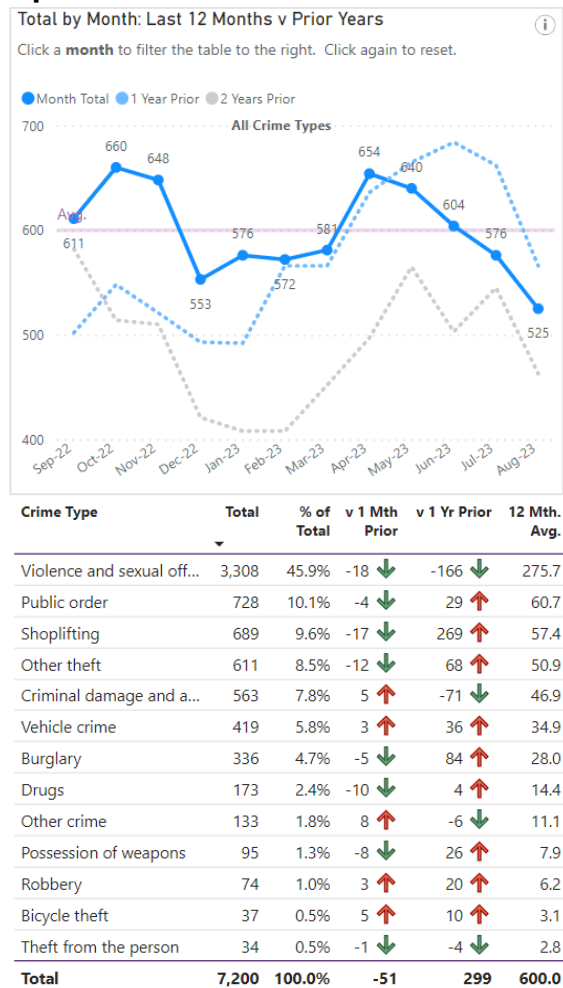 Total by Month: Last 12 Months v Prior Years
i
Click a month to filter the table to the right. Click again to reset.
Month Total 1 Year Prior 2 Years Prior
All Crime Types
700
600
500
400
Avg.
611
660
648
553
576
572
581
654
640
604
576
525
Sep-22 Oct-22 Nov-22 Dec-22 Jan-23 Feb-23 Mar-23 Apr-23 May-23 Jun-23 Jul-23 Aug-23
Crime Type Total % of Total v 1 Mth Prior v 1 Yr Prior 12 Mth. Avg.
Violence and sexual off... 3,308 45.9% -18 -166 275.7
Public order 728 10.1% -4 29 60.7
Shoplifting 689 9.6% -17 269 57.4
Other theft 611 8.5% -12 68 50.9
Criminal damage and a... 563 7.8% 5 -71 46.9
Vehicle crime 419 5.8% 3 36 34.9
Burglary 336 4.7% -5 84 28.0
Drugs 173 2.4% -10 4 14.4
Other crime 133 1.8% 8 -6 11.1
Possession of weapons 95 1.3% -8 26 7.9
Robbery 74 1.0% 3 20 6.2
Bicycle theft 37 0.5% 5 10 3.1
Theft from the person 34 0.5% -1 -4 2.8
Total 7,200 100.0% -51 299 600.0